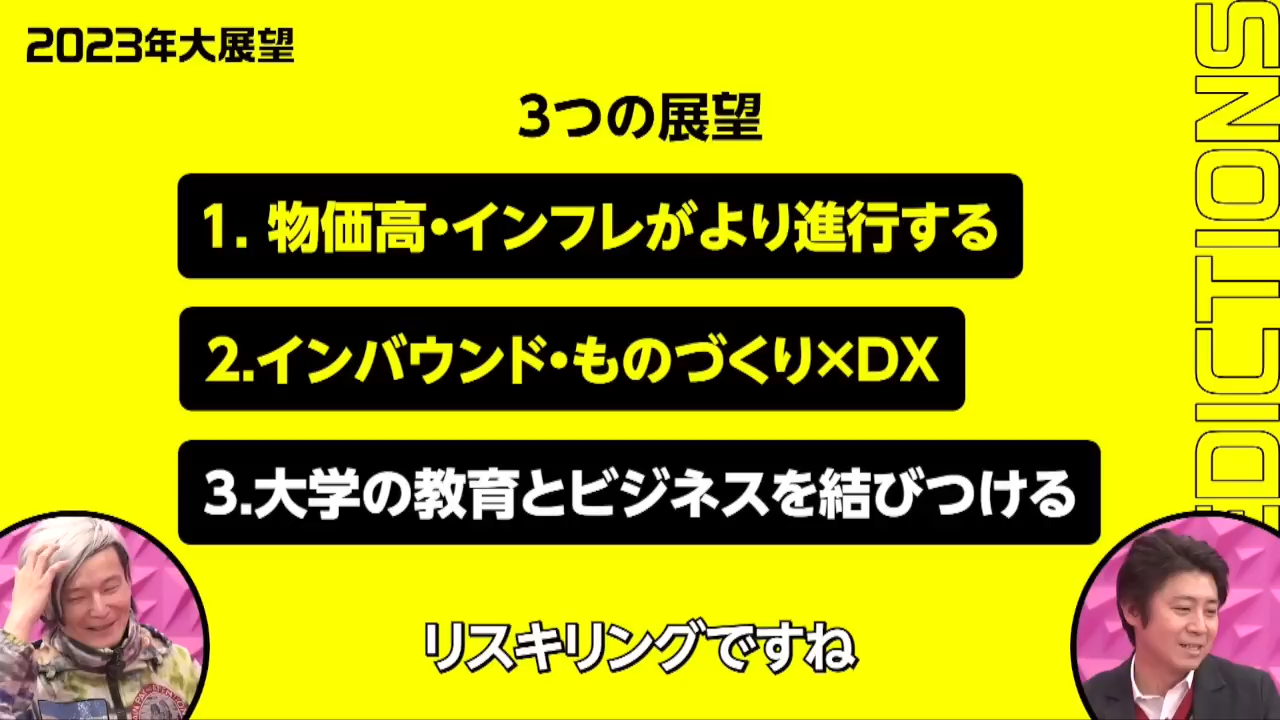 2023年大展望
3つの展望
1. 物価高・インフレがより進行する
2.インバウンド・ものづくり×DX
3.大学の教育とビジネスを結びつける
リスキリングですね
EDICTIONS